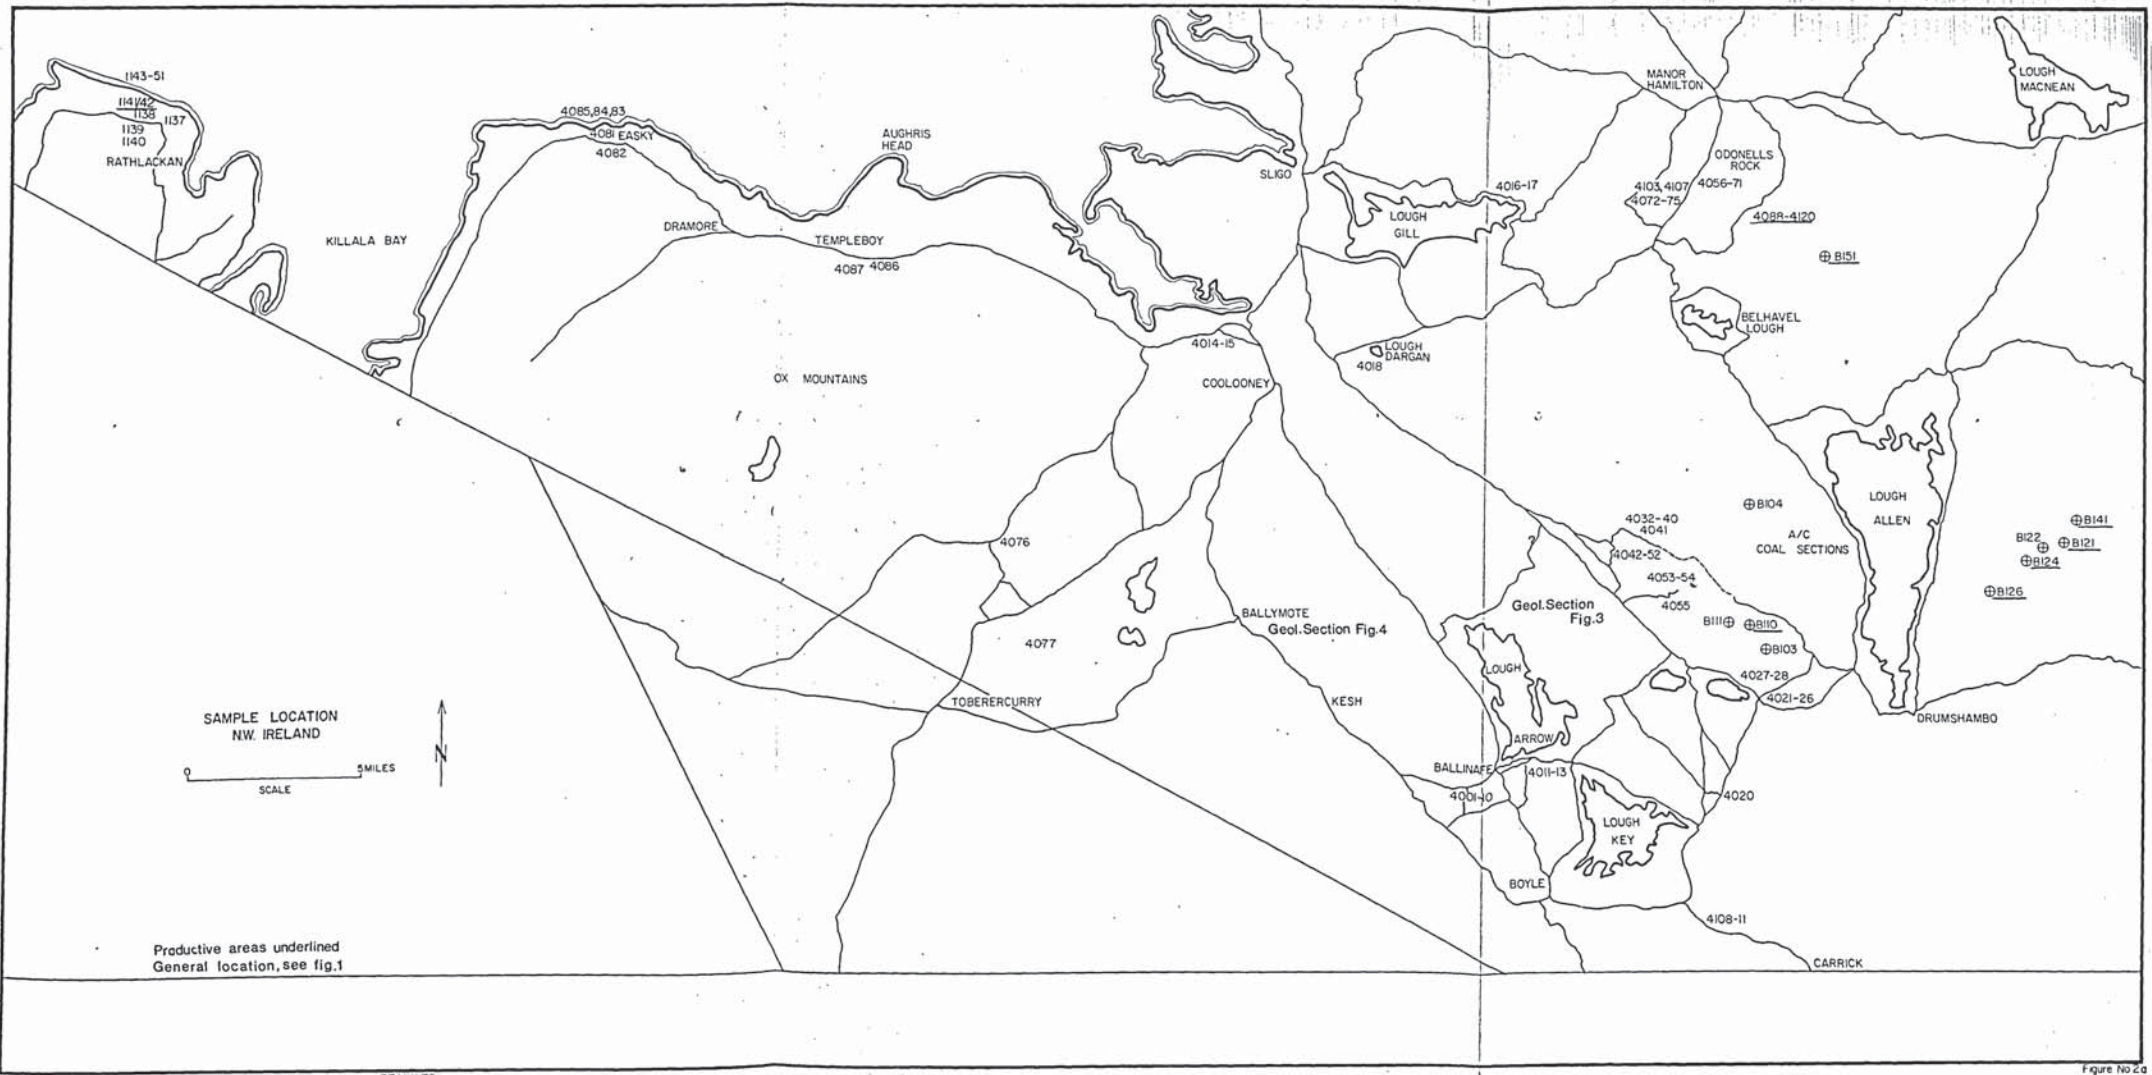 1143-51
1141/42
1138
1137
1139
1140
RATHLACKAN
KILLALA BAY
4085,84,83
4081 EASKY
4082
AUGHRIS
HEAD
DRAMORE
TEMPLEBOY
4087 4086
OX MOUNTAINS
SLIGO
4014-15
COOLOONEY
LOUGH
GILL
4016-17
4018
LOUGH
DARGAN
MANOR
HAMILTON
LOUGH
MACNEAN
ODONELLS
ROCK
4103,4107
4072-75
4056-71
4088-4120
B151
BELHAVEL
LOUGH
LOUGH
ALLEN
B104
A/C
COAL SECTIONS
4032-40
4041
4042-52
4053-54
4055
B111
B110
B103
4027-28
4021-26
B141
B122
B121
B124
B126
DRUMSHAMBO
4076
4077
BALLYMOTE
Geol.Section Fig.4
Geol.Section
Fig.3
TOBERERCURRY
KESH
LOUGH
ARROW
BALLINAFE
4011-13
4001-10
4020
LOUGH
KEY
BOYLE
4108-11
CARRICK
SAMPLE LOCATION
N.W. IRELAND
N
0 5MILES
SCALE
Productive areas underlined
General location, see fig.1
Figure No 2a